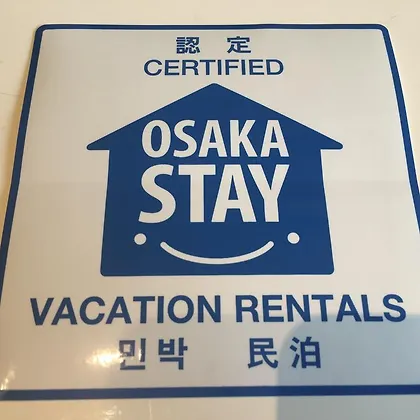 認定
CERTIFIED
OSAKA
STAY
VACATION RENTALS
민박 民泊